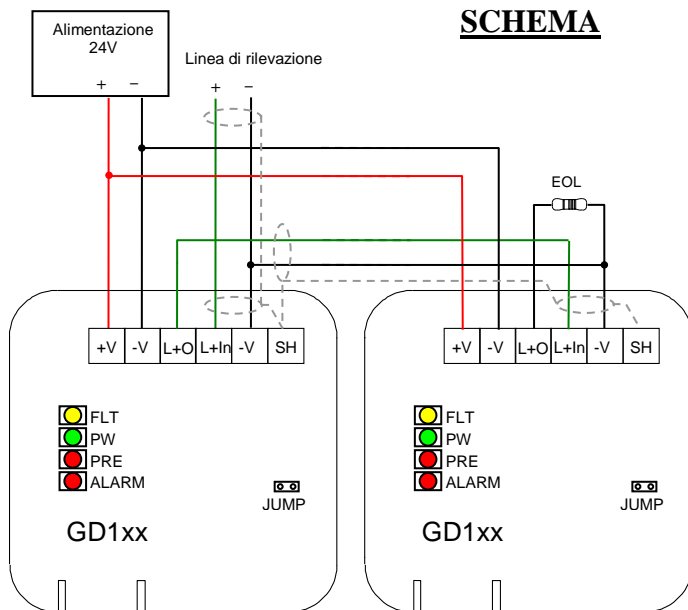 SCHEMA
Alimentazione
24V
+ −
Linea di rilevazione
+ −
EOL
+V -V L+O L+In -V SH
+V -V L+O L+In -V SH
FLT
PW
PRE
ALARM
JUMP
GD1xx
FLT
PW
PRE
ALARM
JUMP
GD1xx